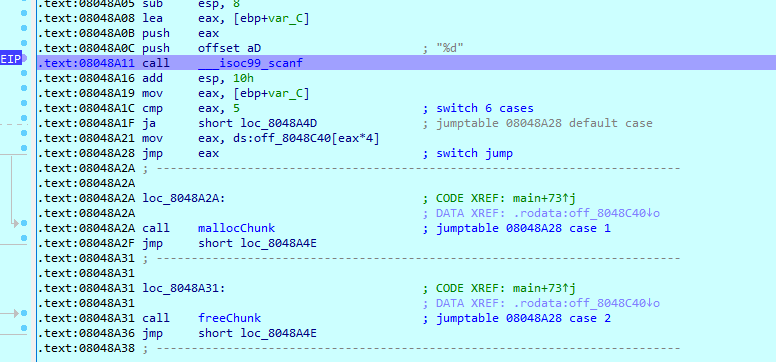 .text:08048A05 sub     esp, 8
.text:08048A08 lea     eax, [ebp+var_C]
.text:08048A0B push    eax
.text:08048A0C push    offset aD       ; "%d"
EIP .text:08048A11 call    ___isoc99_scanf
.text:08048A16 add     esp, 10h
.text:08048A19 mov     eax, [ebp+var_C]
.text:08048A1C cmp     eax, 5          ; switch 6 cases
.text:08048A1F ja      short loc_8048A4D ; jumptable 08048A28 default case
.text:08048A21 mov     eax, ds:off_8048C40[eax*4]
.text:08048A28 jmp     eax             ; switch jump
.text:08048A2A ; ---------------------------------------------------------------------------
.text:08048A2A
.text:08048A2A loc_8048A2A:            ; CODE XREF: main+73↑j
.text:08048A2A                         ; DATA XREF: .rodata:off_8048C40↓o
.text:08048A2A call    mallocChunk     ; jumptable 08048A28 case 1
.text:08048A2F jmp     short loc_8048A4E
.text:08048A31 ; ---------------------------------------------------------------------------
.text:08048A31
.text:08048A31 loc_8048A31:            ; CODE XREF: main+73↑j
.text:08048A31                         ; DATA XREF: .rodata:off_8048C40↓o
.text:08048A31 call    freeChunk       ; jumptable 08048A28 case 2
.text:08048A36 jmp     short loc_8048A4E
.text:08048A38 ; ---------------------------------------------------------------------------